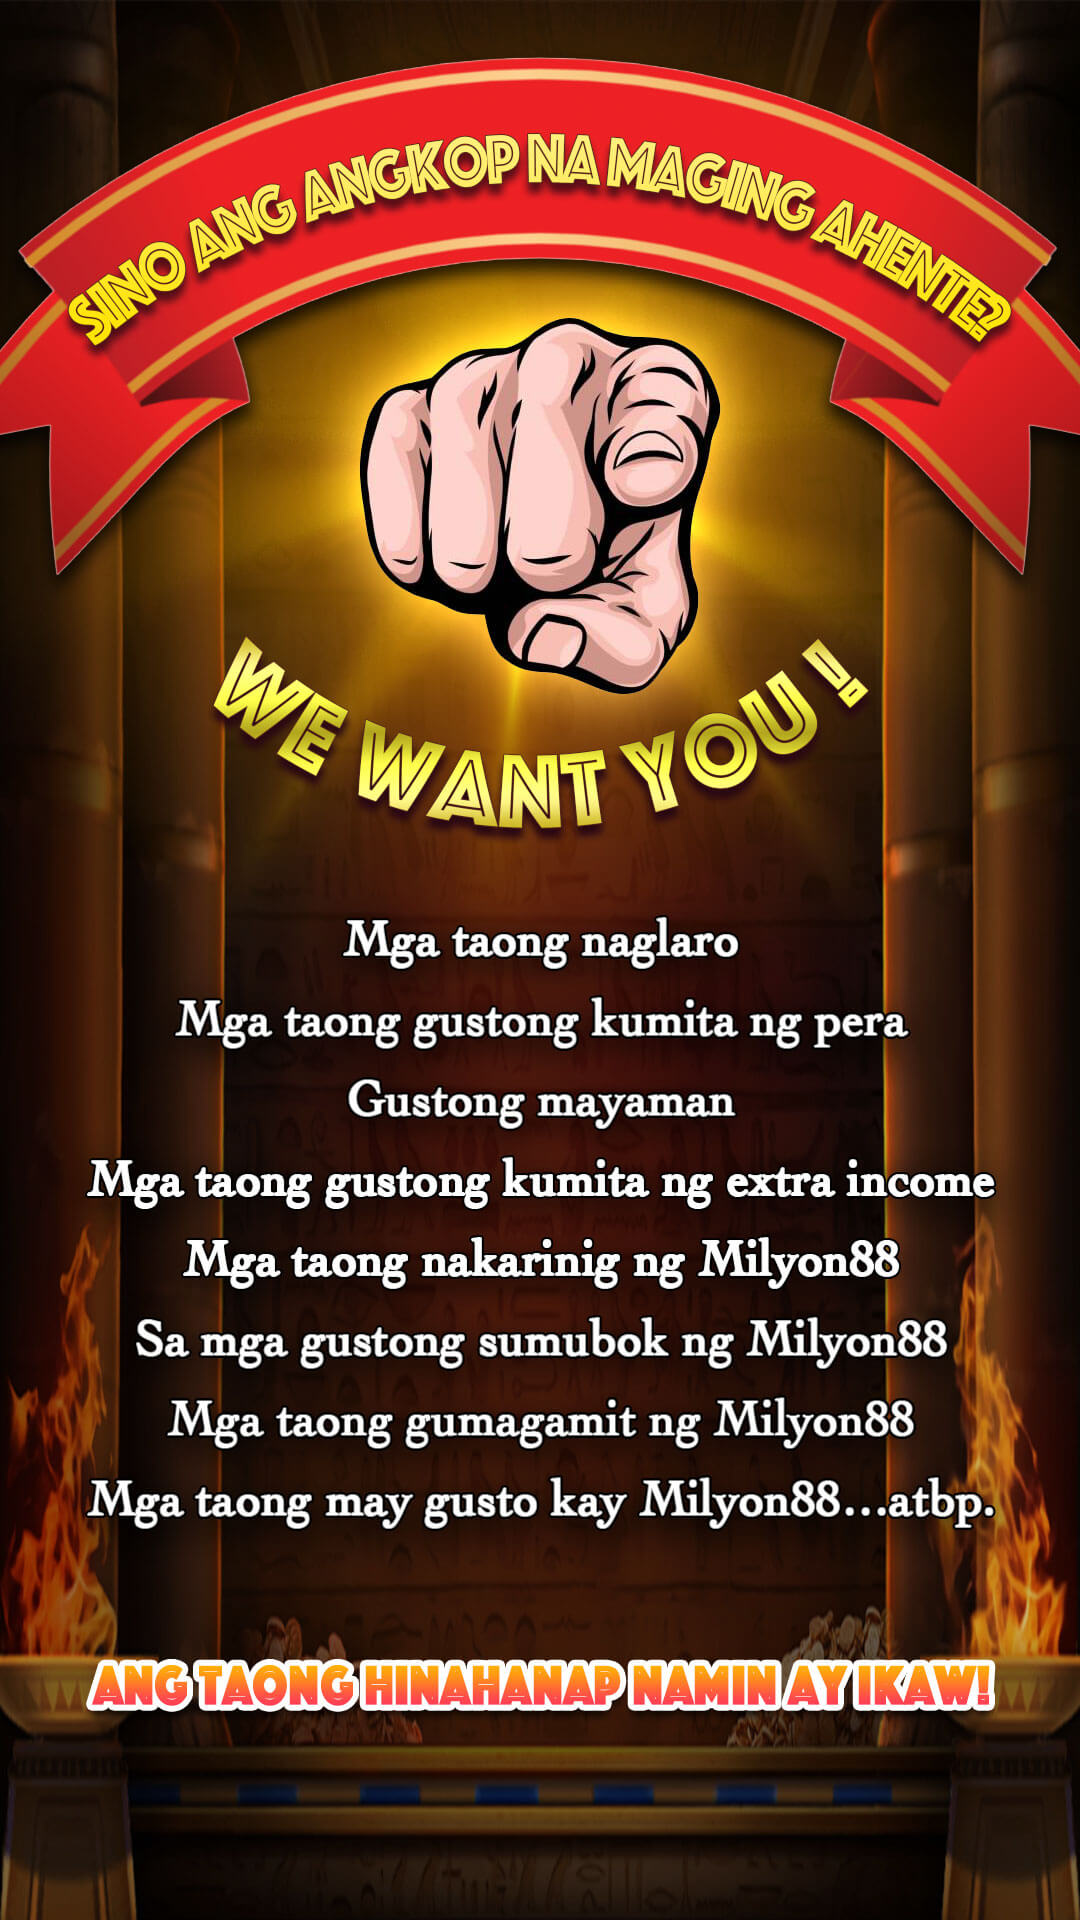 SINO ANG ANGKOP NA MAGING AHENTE?
WE WANT YOU !
Mga taong naglaro
Mga taong gustong kumita ng pera
Gustong mayaman
Mga taong gustong kumita ng extra income
Mga taong nakarinig ng Milyon88
Sa mga gustong sumubok ng Milyon88
Mga taong gumagamit ng Milyon88
Mga taong may gusto kay Milyon88...atbp.
ANG TAONG HINAHANAP NAMIN AY IKAW!